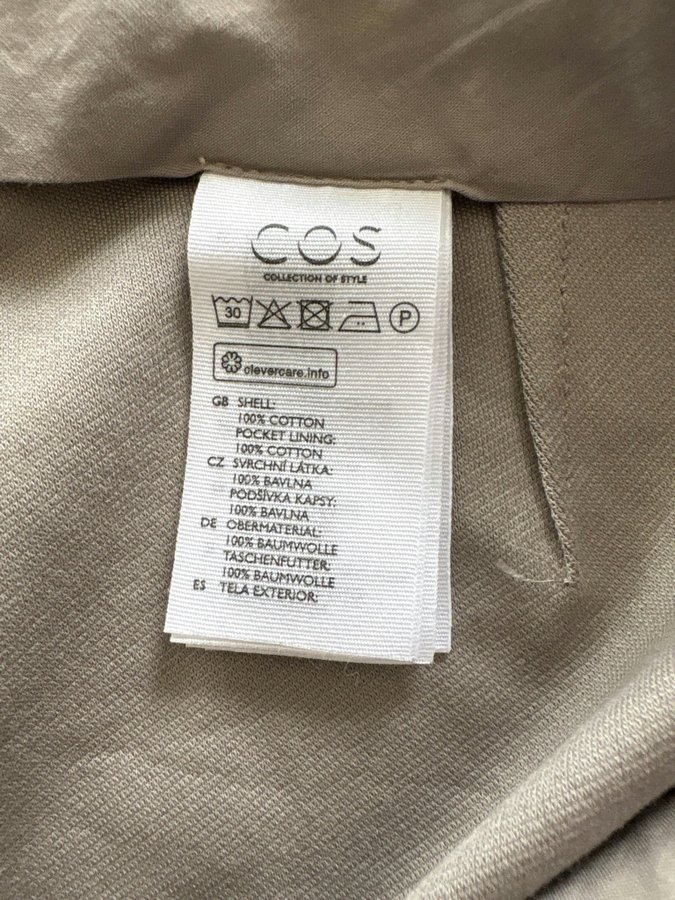 COS
COLLECTION OF STYLE
30
P
clevercare.info
GB SHELL:
100% COTTON
POCKET LINING:
100% COTTON
CZ SVRCHNÍ LÁTKA:
100% BAVLNA
PODŠÍVKA KAPSY:
100% BAVLNA
DE OBERMATERIAL:
100% BAUMWOLLE
TASCHENFUTTER:
100% BAUMWOLLE
ES TELA EXTERIOR: